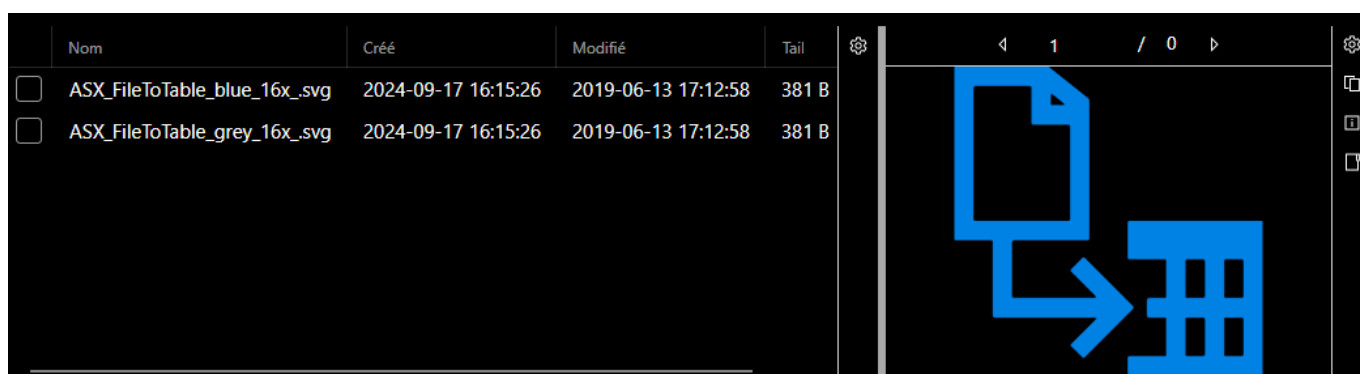 Nom Créé Modifié Tail
1 / 0
ASX_FileToTable_blue_16x_.svg 2024-09-17 16:15:26 2019-06-13 17:12:58 381 B
ASX_FileToTable_grey_16x_.svg 2024-09-17 16:15:26 2019-06-13 17:12:58 381 B